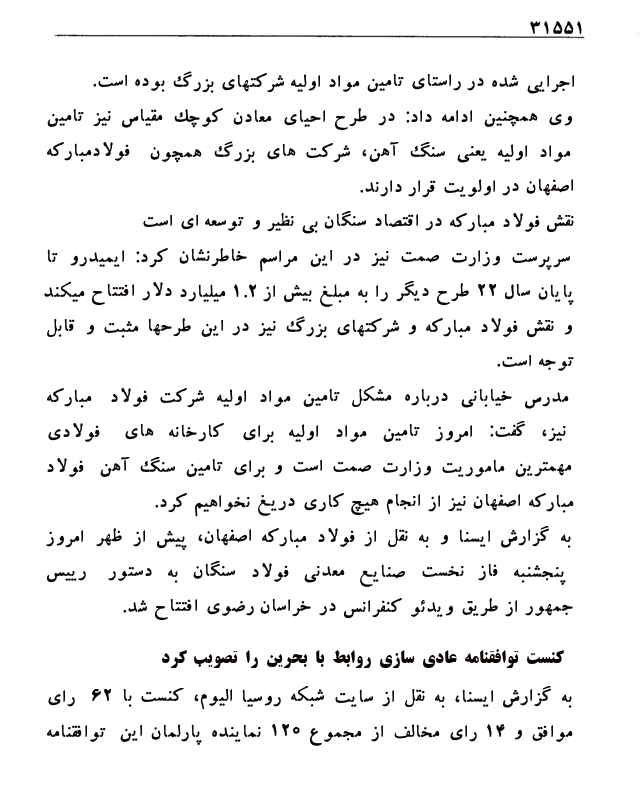 ۳۱۵۵۱
اجرایی شده در راستای تامین مواد اولیه شرکتهای بزرگ بوده است.
وی همچنین ادامه داد: در طرح احیای معادن کوچک مقیاس نیز تامین
مواد اولیه یعنی سنگ آهن، شرکت های بزرگ همچون فولادمبارکه
اصفهان در اولویت قرار دارند.
نقش فولاد مبارکه در اقتصاد سنگان بی نظیر و توسعه ای است
سرپرست وزارت صمت نیز در این مراسم خاطرنشان کرد: ایمیدرو تا
پایان سال ۲۲ طرح دیگر را به مبلغ بیش از ۱.۲ میلیارد دلار افتتاح میکند
و نقش فولاد مبارکه و شرکتهای بزرگ نیز در این طرحها مثبت و قابل
توجه است.
مدرس خیابانی درباره مشکل تامین مواد اولیه شرکت فولاد مبارکه
نیز، گفت: امروز تامین مواد اولیه برای کارخانه های فولادی
مهمترین ماموریت وزارت صمت است و برای تامین سنگ آهن فولاد
مبارکه اصفهان نیز از انجام هیچ کاری دریغ نخواهیم کرد.
به گزارش ایسنا و به نقل از فولاد مبارکه اصفهان، پیش از ظهر امروز
پنجشنبه فاز نخست صنایع معدنی فولاد سنگان به دستور رییس
جمهور از طریق ویدئو کنفرانس در خراسان رضوی افتتاح شد.
کنست توافقنامه عادی سازی روابط با بحرین را تصویب کرد
به گزارش ایسنا، به نقل از سایت شبکه روسیا الیوم، کنست با ۶۲ رای
موافق و ۱۴ رای مخالف از مجموع ۱۲۰ نماینده پارلمان این توافقنامه